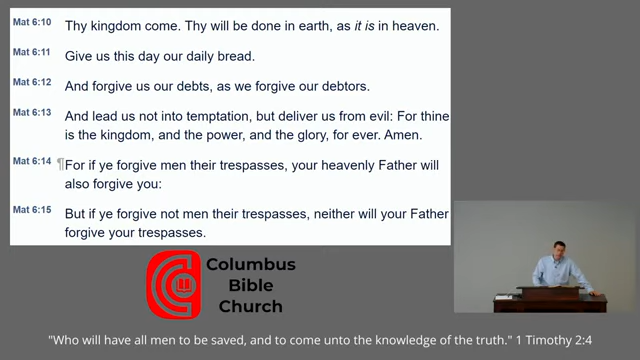 Mat 6:10 Thy kingdom come. Thy will be done in earth, as it is in heaven.
Mat 6:11 Give us this day our daily bread.
Mat 6:12 And forgive us our debts, as we forgive our debtors.
Mat 6:13 And lead us not into temptation, but deliver us from evil: For thine
is the kingdom, and the power, and the glory, for ever. Amen.
Mat 6:14 ¶For if ye forgive men their trespasses, your heavenly Father will
also forgive you:
Mat 6:15 But if ye forgive not men their trespasses, neither will your Father
forgive your trespasses.
Columbus
Bible
Church
"Who will have all men to be saved, and to come unto the knowledge of the truth." 1 Timothy 2:4